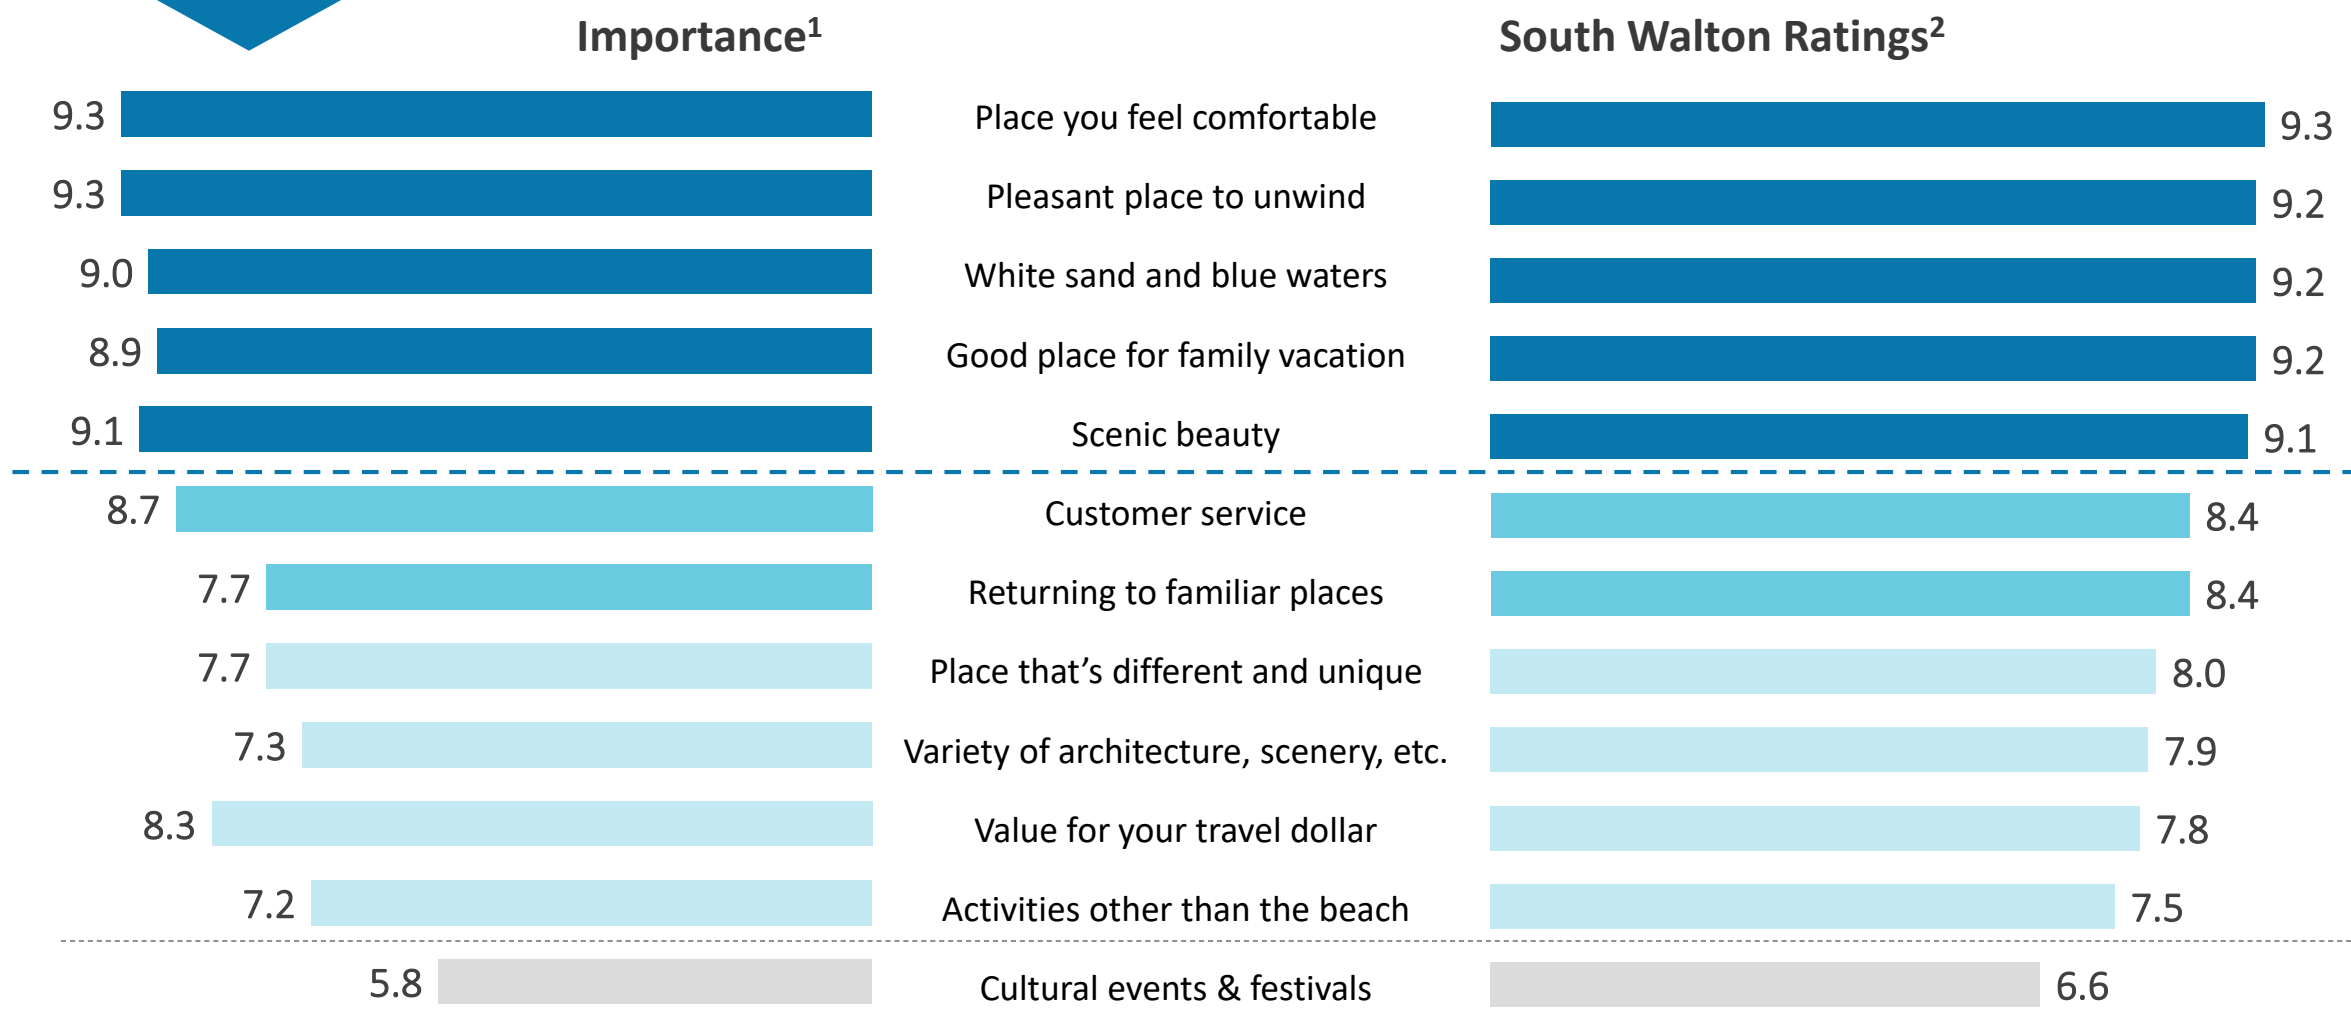 Importance¹ South Walton Ratings²
9.3 Place you feel comfortable 9.3
9.3 Pleasant place to unwind 9.2
9.0 White sand and blue waters 9.2
8.9 Good place for family vacation 9.2
9.1 Scenic beauty 9.1
8.7 Customer service 8.4
7.7 Returning to familiar places 8.4
7.7 Place that’s different and unique 8.0
7.3 Variety of architecture, scenery, etc. 7.9
8.3 Value for your travel dollar 7.8
7.2 Activities other than the beach 7.5
5.8 Cultural events & festivals 6.6